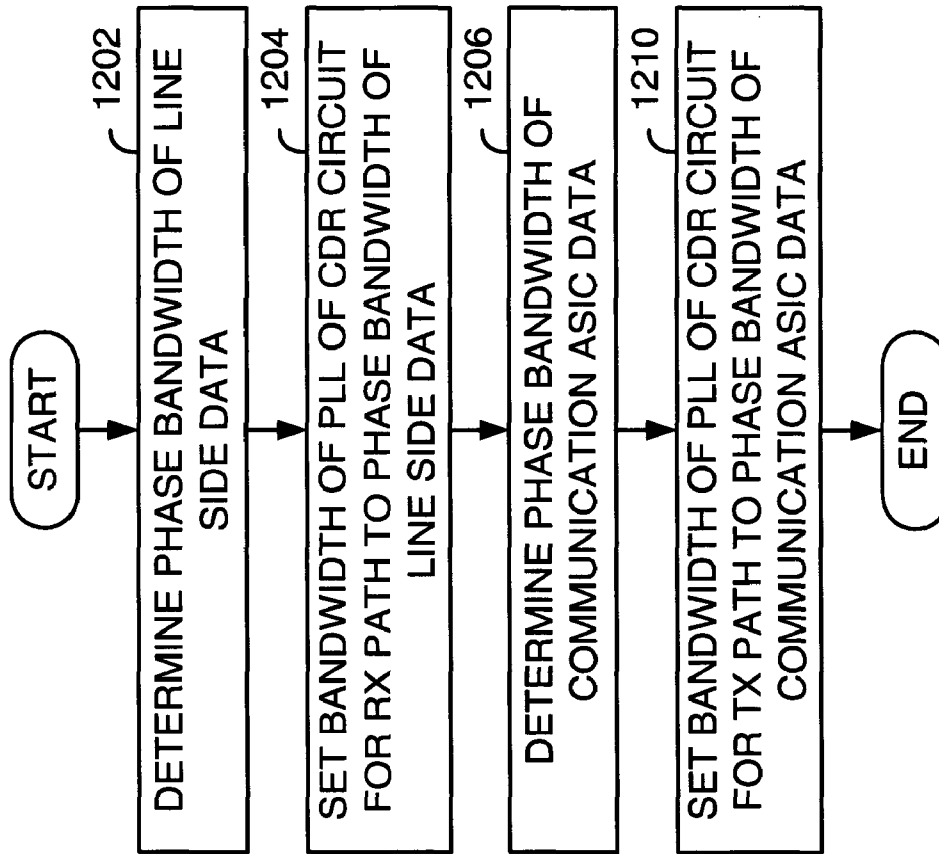 START
1202
DETERMINE PHASE BANDWIDTH OF LINE
SIDE DATA
1204
SET BANDWIDTH OF PLL OF CDR CIRCUIT
FOR RX PATH TO PHASE BANDWIDTH OF
LINE SIDE DATA
1206
DETERMINE PHASE BANDWIDTH OF
COMMUNICATION ASIC DATA
1210
SET BANDWIDTH OF PLL OF CDR CIRCUIT
FOR TX PATH TO PHASE BANDWIDTH OF
COMMUNICATION ASIC DATA
END